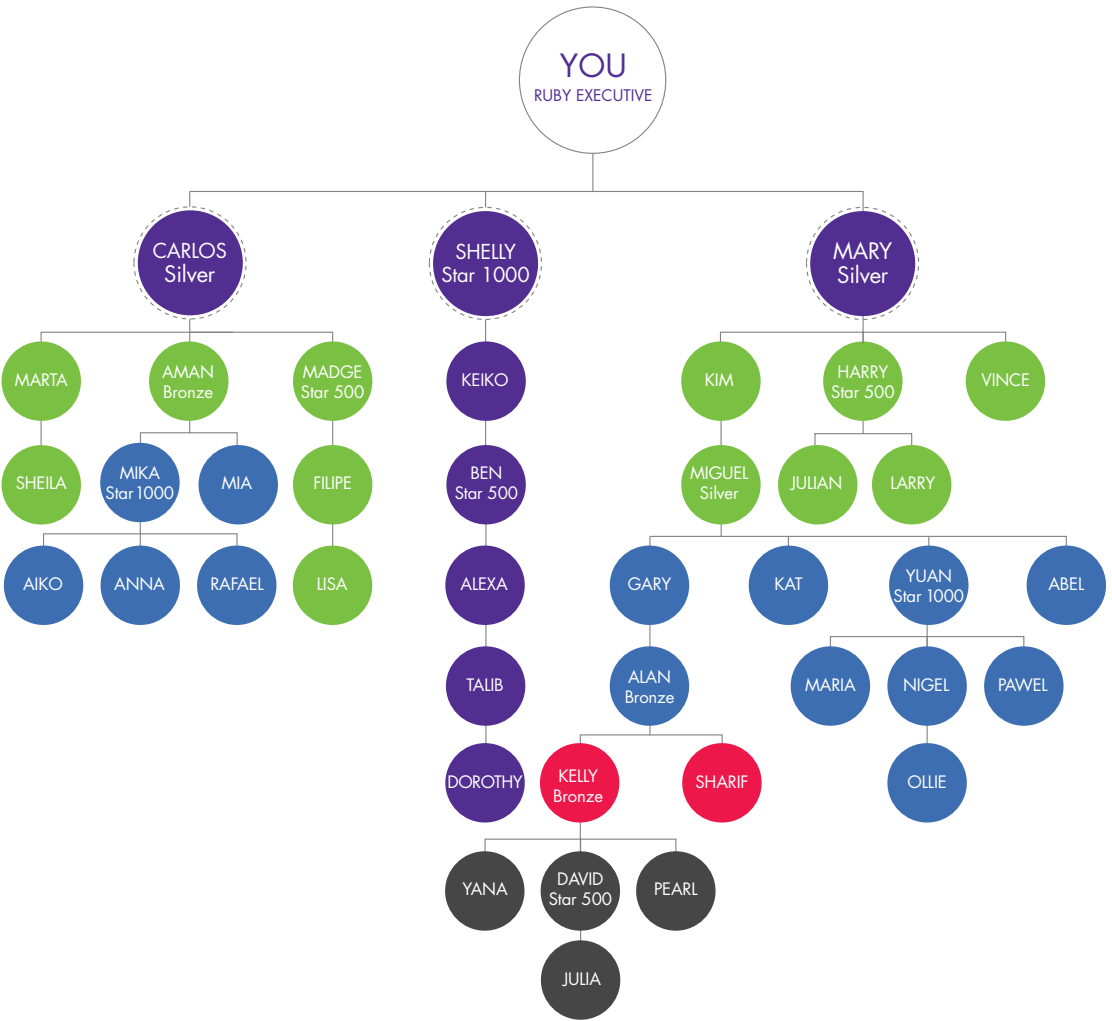 YOU
RUBY EXECUTIVE
CARLOS
Silver
SHELLY
Star 1000
MARY
Silver
MARTA
AMAN
Bronze
MADGE
Star 500
KEIKO
KIM
HARRY
Star 500
VINCE
SHEILA
MIKA
Star 1000
MIA
FILIPE
BEN
Star 500
MIGUEL
Silver
JULIAN
LARRY
AIKO
ANNA
RAFAEL
LISA
ALEXA
GARY
KAT
YUAN
Star 1000
ABEL
TALIB
ALAN
Bronze
MARIA
NIGEL
PAWEL
DOROTHY
KELLY
Bronze
SHARIF
OLLIE
YANA
DAVID
Star 500
PEARL
JULIA